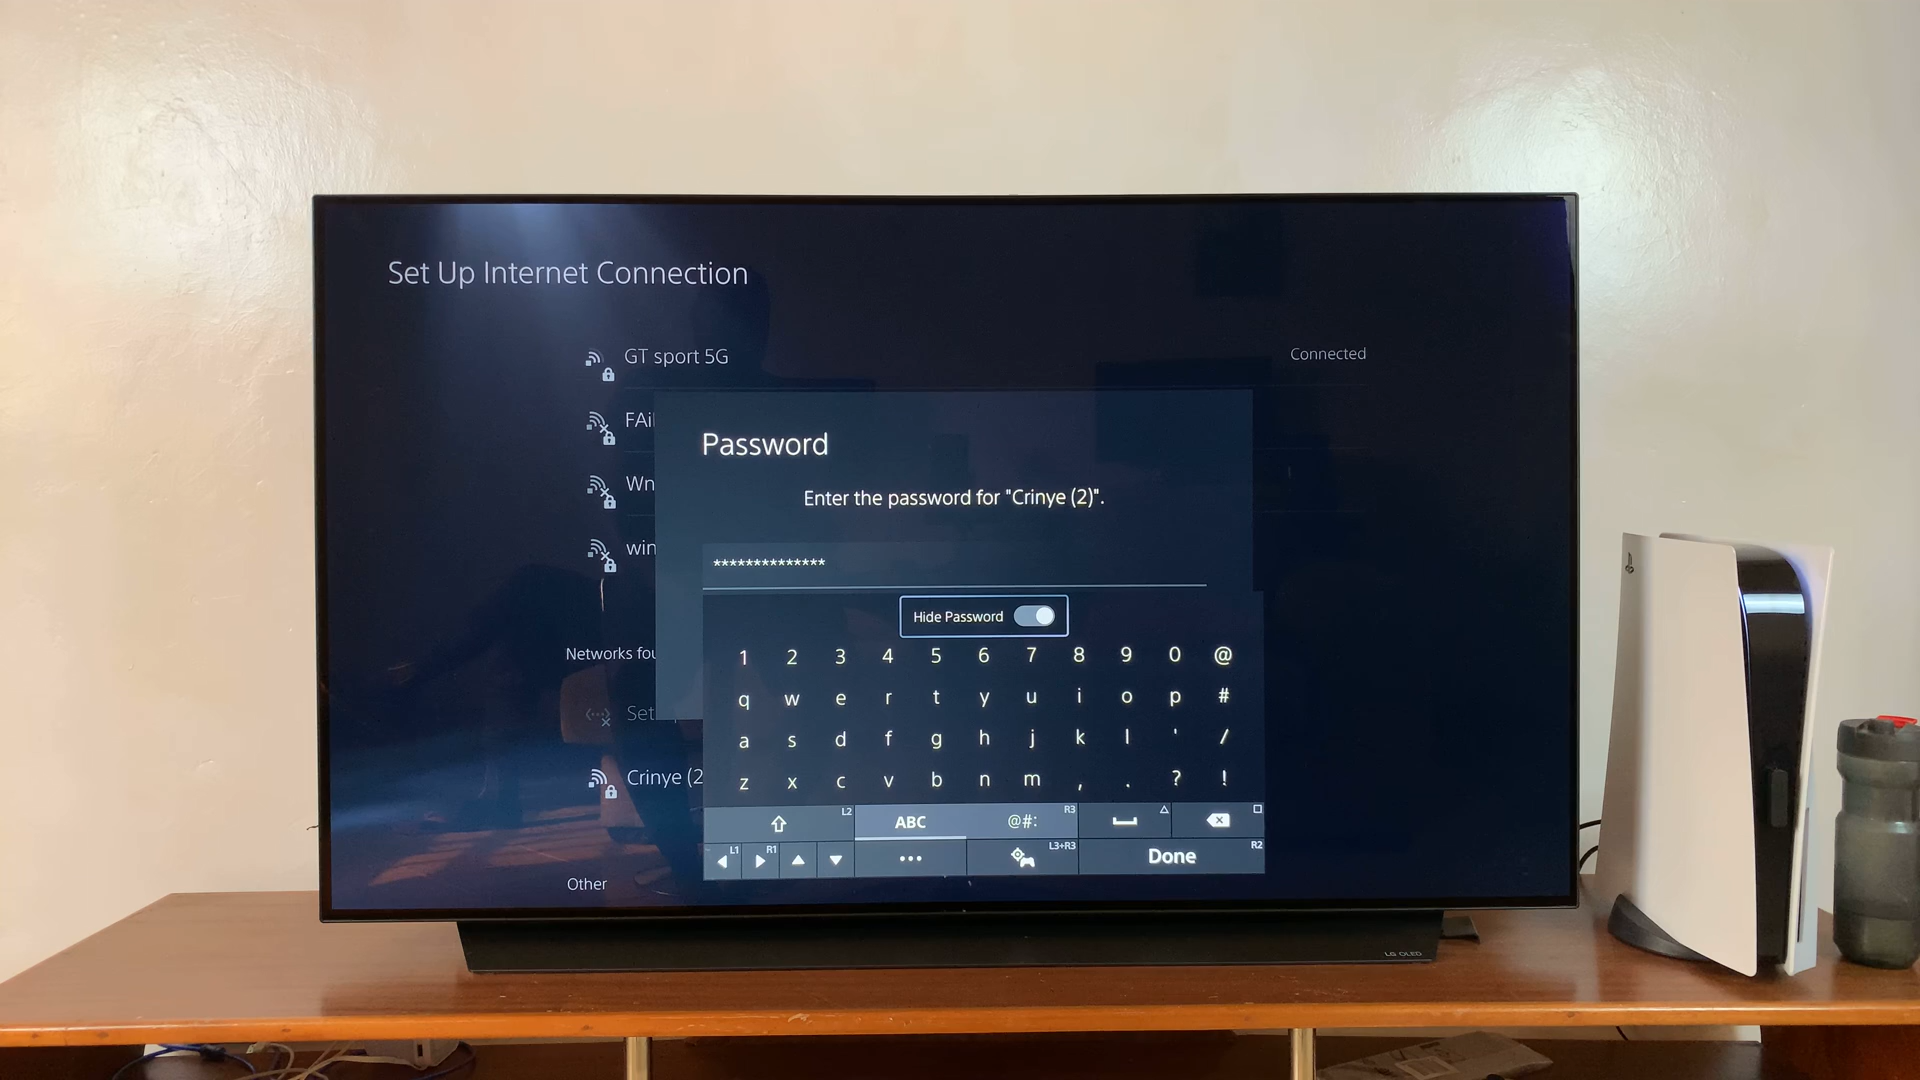 Set Up Internet Connection
GT sport 5G
Connected
FAi
Password
Wn
Enter the password for "Crinye (2)".
win
**************
Hide Password
1 2 3 4 5 6 7 8 9 0 @
Networks fou
q w e r t y u i o p #
Set
a s d f g h j k l ' /
Crinye (2
z x c v b n m , . ? !
L2
ABC
@#:
R3
L1
R1
•••
L3+R3
Done
R2
Other
LG OLED